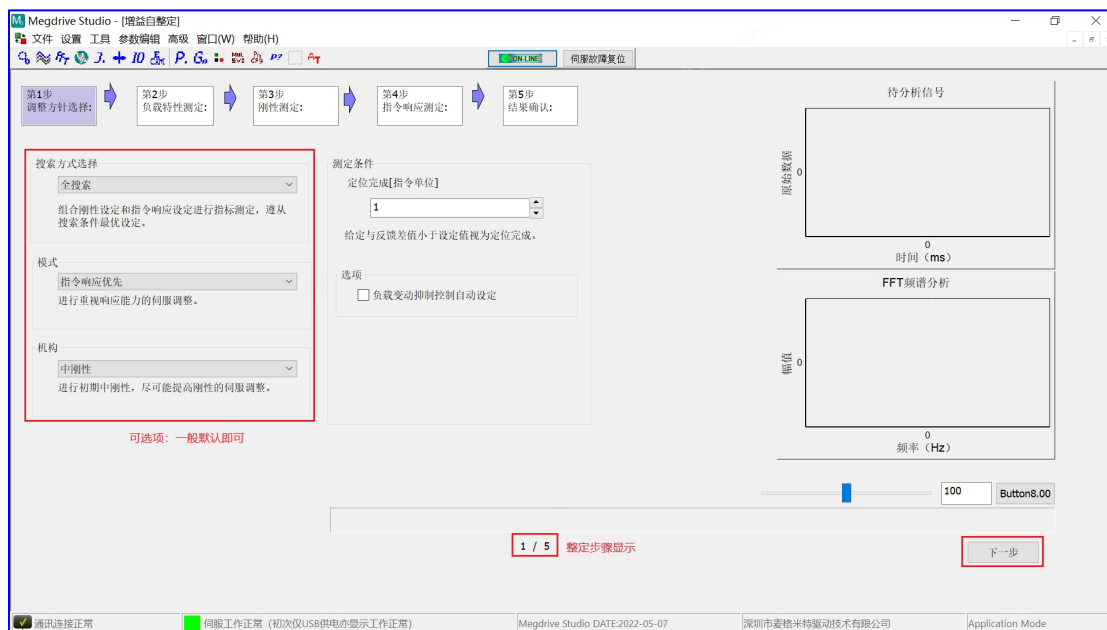 Megdrive Studio - [增益自整定]
文件 设置 工具 参数编辑 高级 窗口(W) 帮助(H)
ON-LINE
伺服故障复位
第1步
调整方针选择:
第2步
负载特性测定:
第3步
刚性测定:
第4步
指令响应测定:
第5步
结果确认:
搜索方式选择
全搜索
组合刚性设定和指令响应设定进行指标测定，遵从
搜索条件最优设定。
模式
指令响应优先
进行重视响应能力的伺服调整。
机构
中刚性
进行初期中刚性，尽可能提高刚性的伺服调整。
可选项：一般默认即可
测定条件
定位完成[指令单位]
1
给定与反馈差值小于设定值视为定位完成。
选项
负载变动抑制控制自动设定
待分析信号
原始数据
0
0
时间（ms）
FFT频谱分析
幅值
0
0
频率（Hz）
100
Button8.00
1 / 5
整定步骤显示
下一步
通讯连接正常
伺服工作正常（初次仅USB供电亦显示工作正常）
Megdrive Studio DATE:2022-05-07
深圳市麦格米特驱动技术有限公司
Application Mode